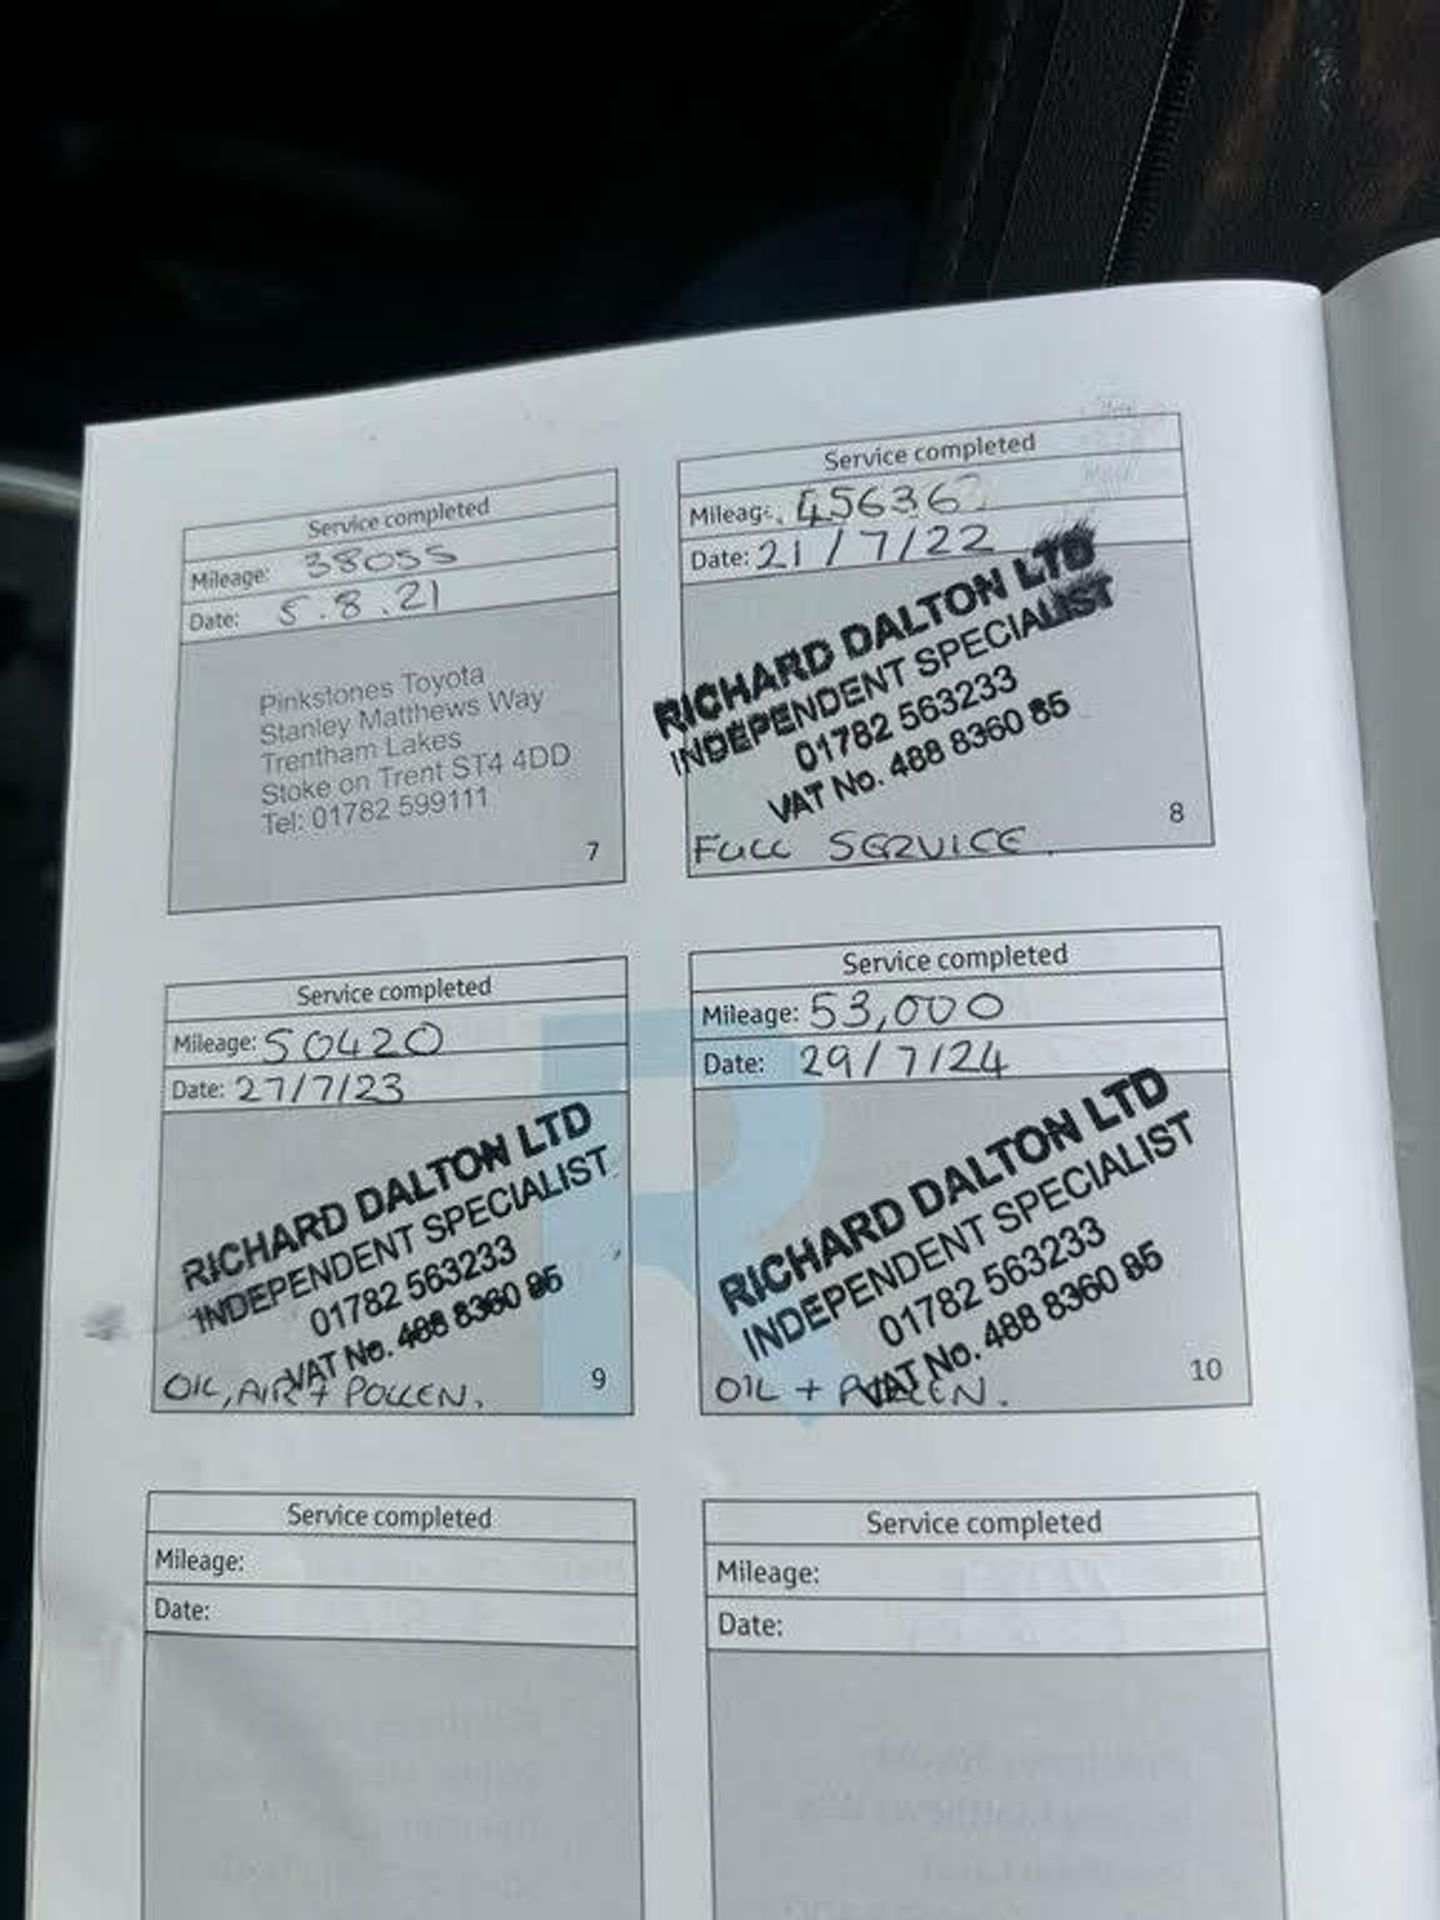 Service completed
Mileage: 38055
Date: 5.8.21
Pinkstones Toyota
Stanley Matthews Way
Trentham Lakes
Stoke on Trent ST4 4DD
Tel: 01782 599111
7
Service completed
Mileage: 45636
Date: 21/7/22
RICHARD DALTON LTD
INDEPENDENT SPECIALIST
01782 563233
VAT No. 488 8360 85
FULL SERVICE.
8
Service completed
Mileage: 50420
Date: 27/7/23
RICHARD DALTON LTD
INDEPENDENT SPECIALIST
01782 563233
VAT No. 488 8360 85
OIL, AIR + POLLEN.
9
Service completed
Mileage: 53,000
Date: 29/7/24
RICHARD DALTON LTD
INDEPENDENT SPECIALIST
01782 563233
VAT No. 488 8360 85
OIL + POLLEN.
10
Service completed
Mileage:
Date:
Service completed
Mileage:
Date: